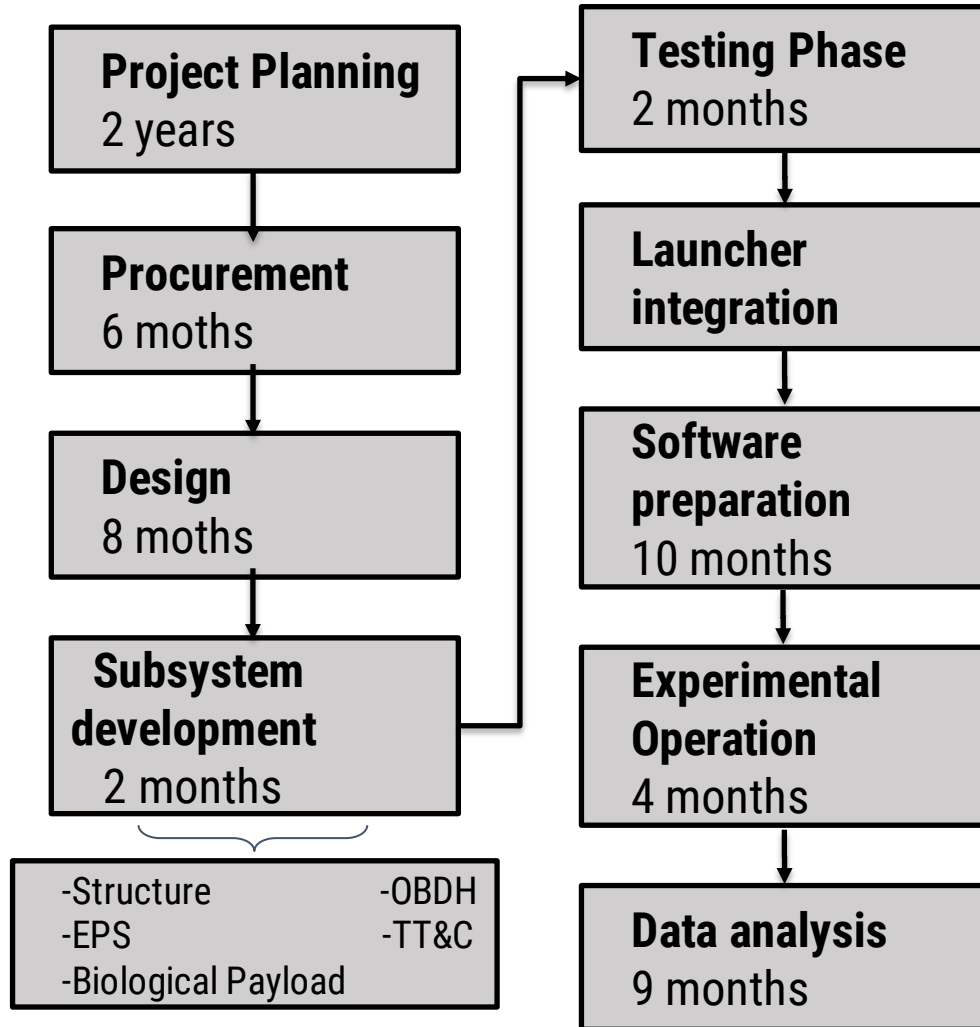 Project Planning
2 years
Procurement
6 moths
Design
8 moths
Subsystem
development
2 months
-Structure -OBDH
-EPS -TT&C
-Biological Payload
Testing Phase
2 months
Launcher
integration
Software
preparation
10 months
Experimental
Operation
4 months
Data analysis
9 months